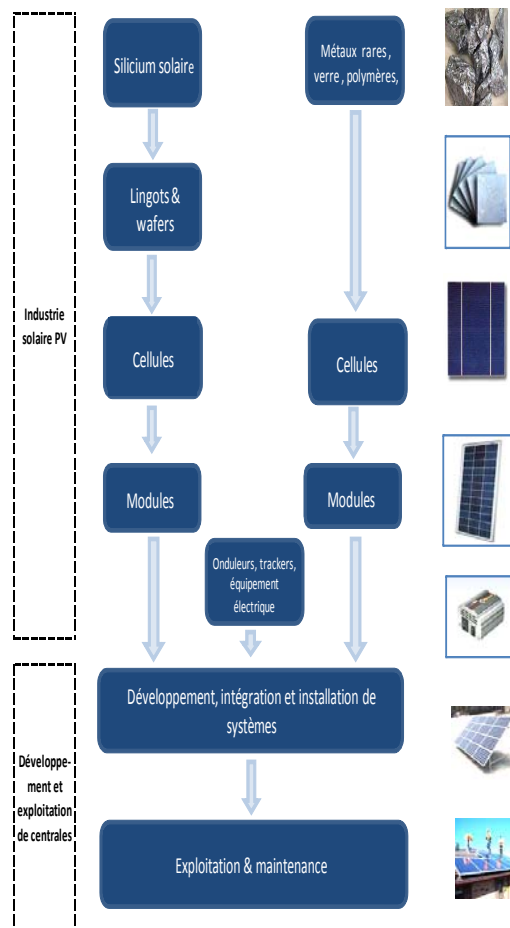 Silicium solaire
Métaux rares ,
verre , polymères,
Lingots &
wafers
Industrie
solaire PV
Cellules
Cellules
Modules
Modules
Onduleurs, trackers,
équipement
électrique
Développement, intégration et installation de
systèmes
Développe-
ment et
exploitation
de centrales
Exploitation & maintenance